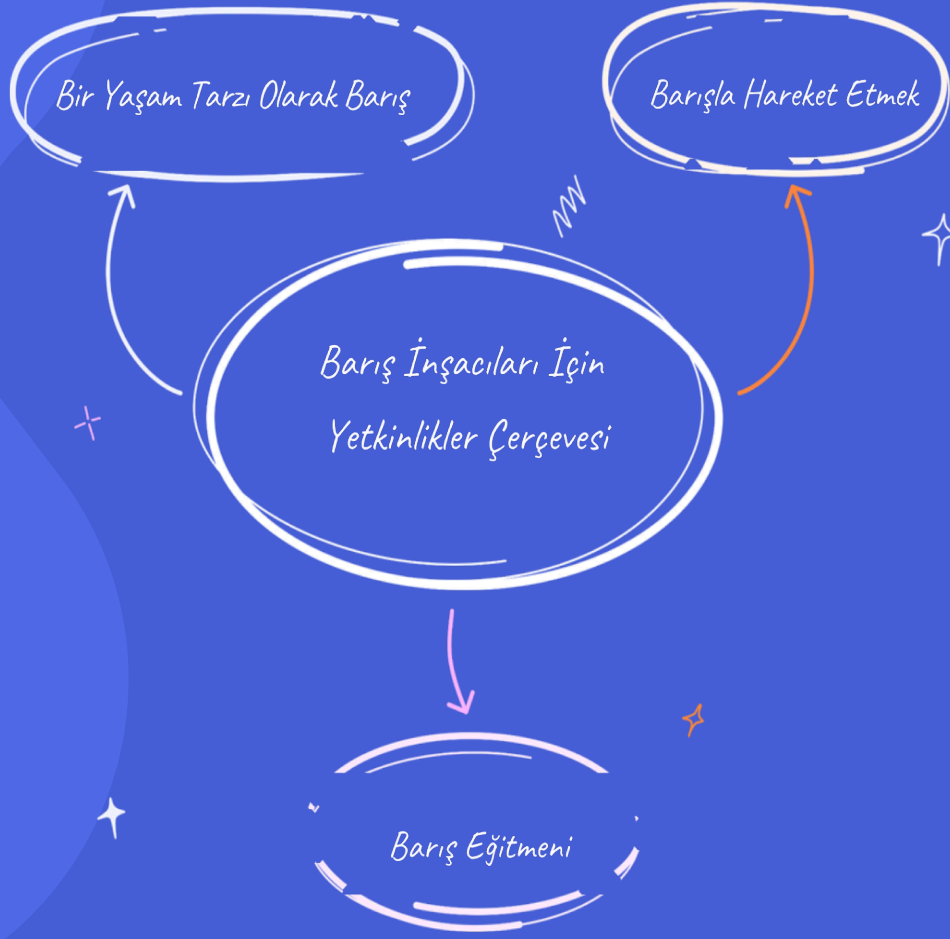 Bir Yaşam Tarzı Olarak Barış
Barışla Hareket Etmek
Barış İnşacıları İçin
Yetkinlikler Çerçevesi
Barış Eğitmeni